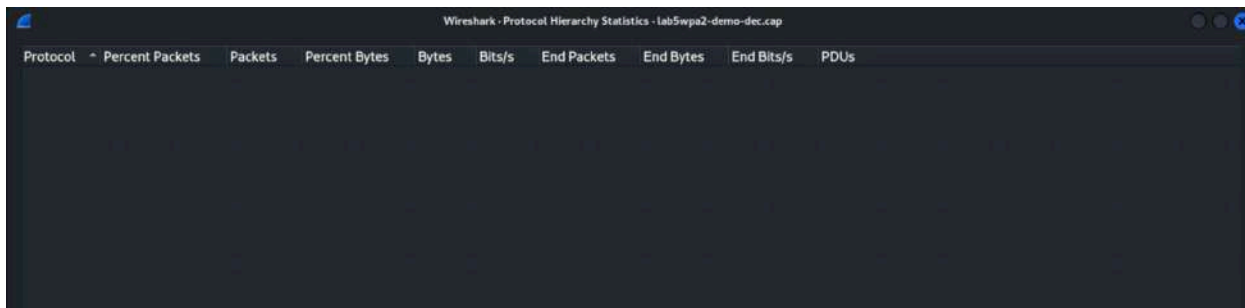 Wireshark · Protocol Hierarchy Statistics · lab5wpa2-demo-dec.cap
Protocol Percent Packets Packets Percent Bytes Bytes Bits/s End Packets End Bytes End Bits/s PDUs